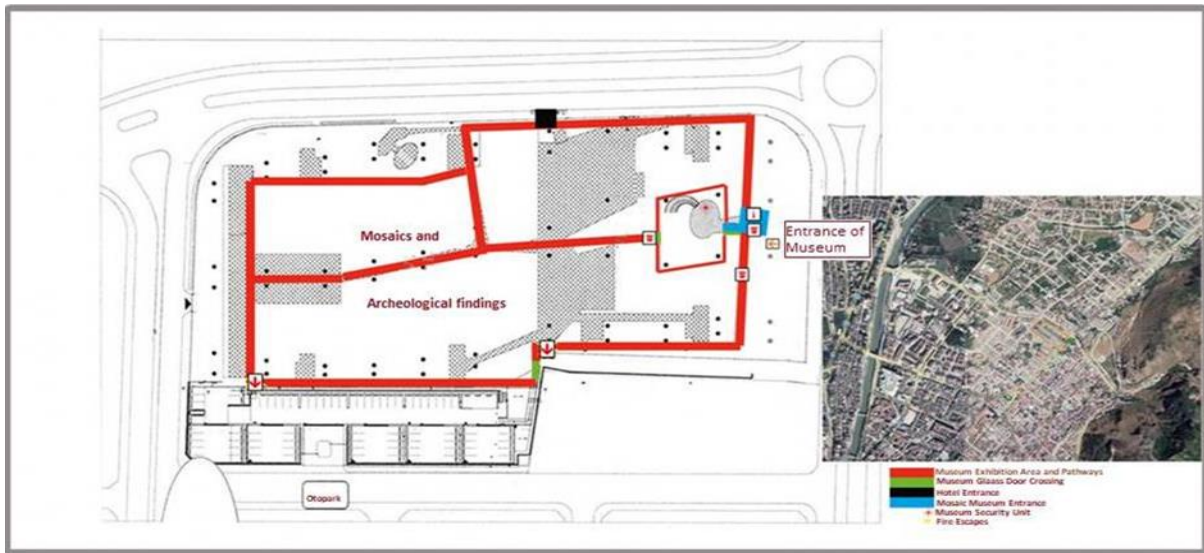 Mosaics and
Archeological findings
Entrance of
Museum
Otopark
Museum Exhibition Area and Pathways
Museum Glaass Door Crossing
Hotel Entrance
Mosaic Museum Entrance
Museum Security Unit
Fire Escapes